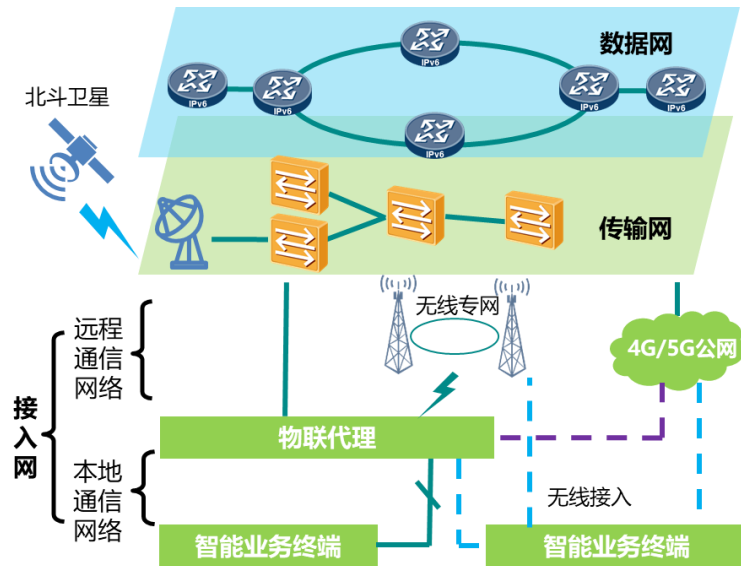 数据网
北斗卫星
IPv6
IPv6
IPv6
IPv6
IPv6
IPv6
传输网
无线专网
远程
通信
网络
4G/5G公网
接
入
网
物联代理
本地
通信
网络
无线接入
智能业务终端
智能业务终端